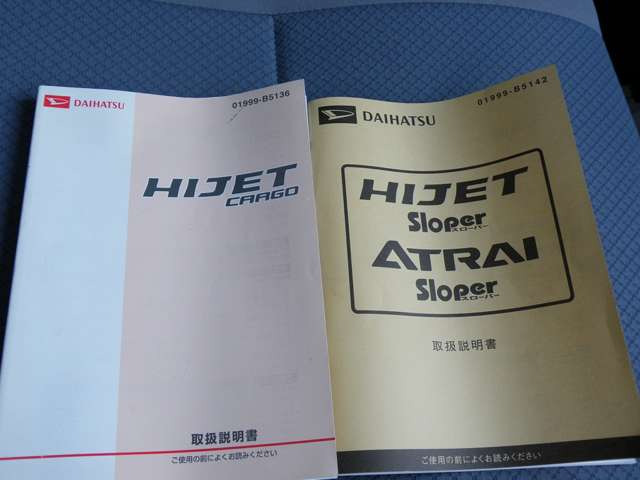 DAIHATSU
01999-B5136
HIJET
CARGO
取扱説明書
ご使用の前によくお読みください
DAIHATSU
01999-B5142
HIJET
Sloper
スローパー
ATRAI
Sloper
スローパー
取扱説明書
ご使用の前によくお読みください